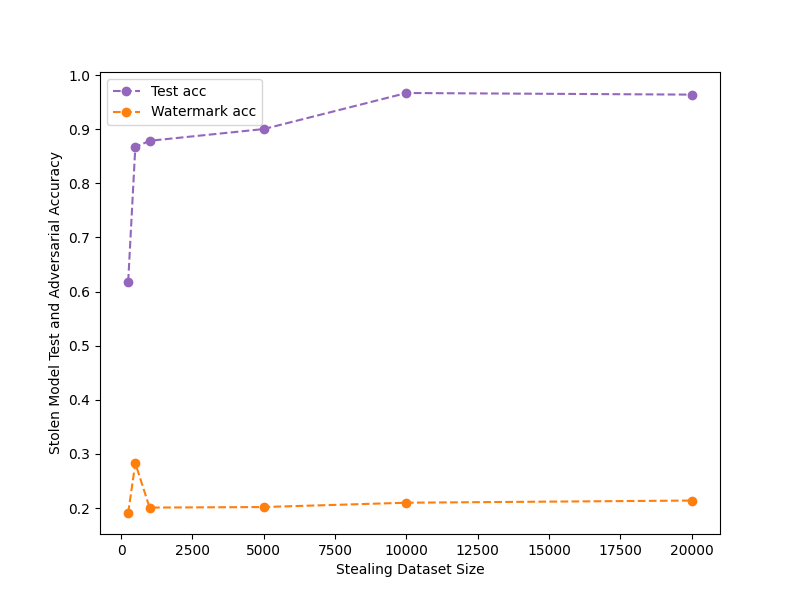 Test acc
Watermark acc
1.0
0.9
0.8
0.7
0.6
0.5
0.4
0.3
0.2
Stolen Model Test and Adversarial Accuracy
0 2500 5000 7500 10000 12500 15000 17500 20000
Stealing Dataset Size